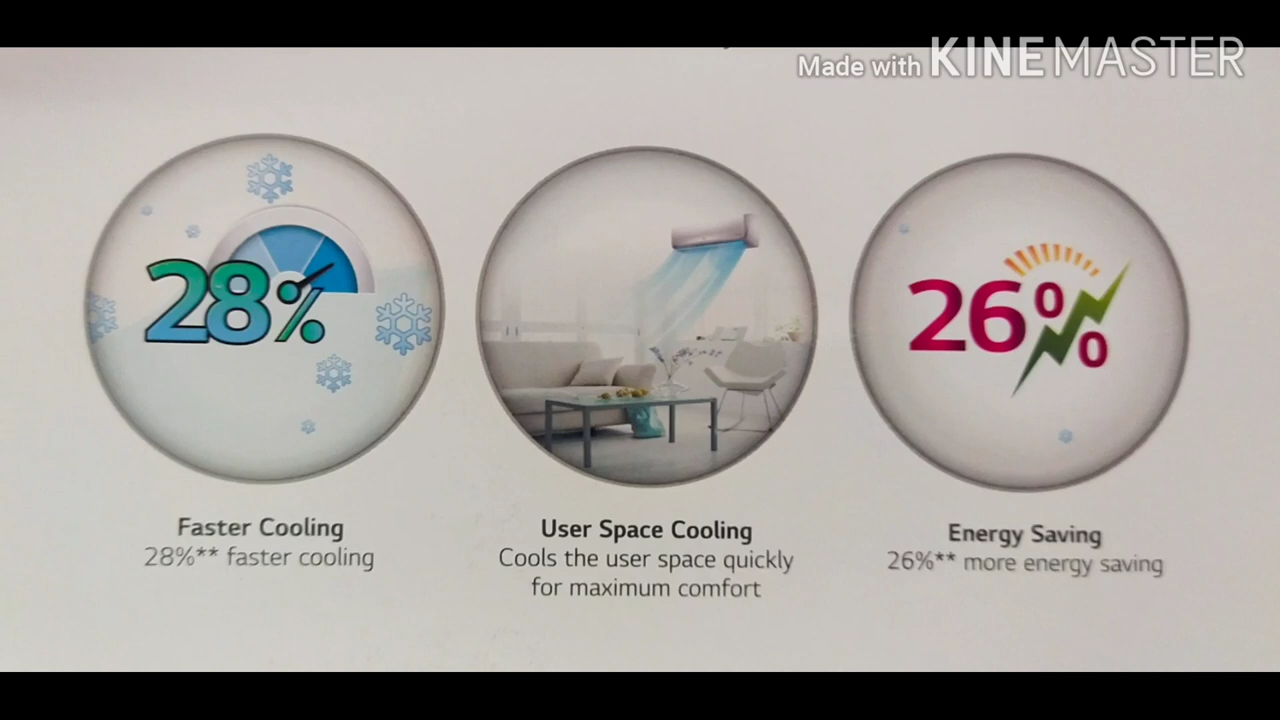 Made with KINEMASTER
28%
26%
Faster Cooling
28%** faster cooling
User Space Cooling
Cools the user space quickly
for maximum comfort
Energy Saving
26%** more energy saving